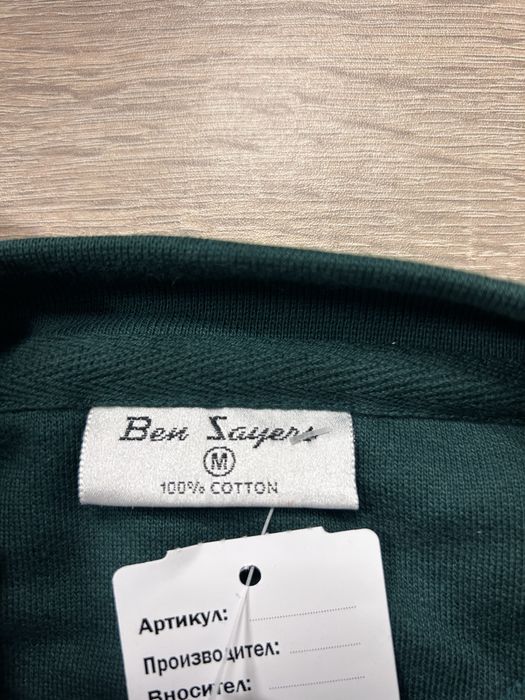 Ben Sayers
M
100% COTTON
Артикул:
Производител:
Вносител: